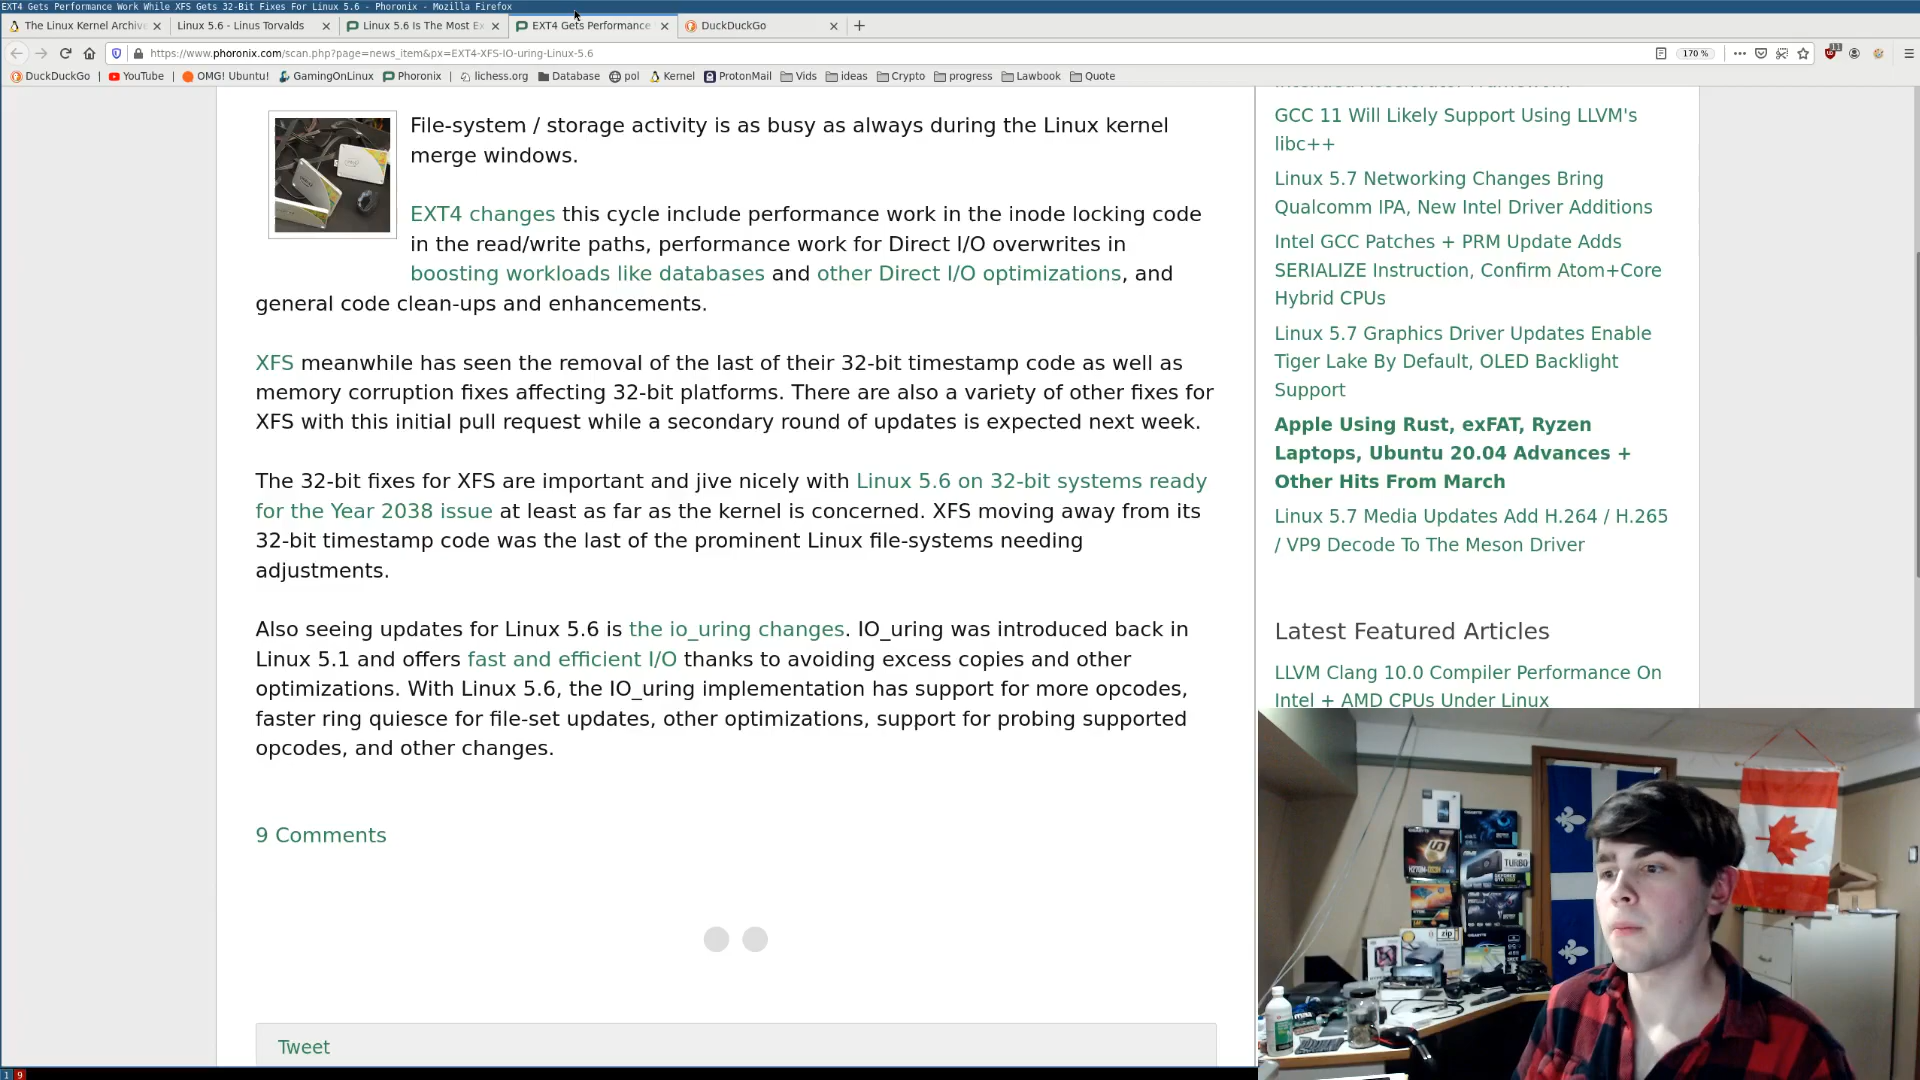 EXT4 Gets Performance Work While XFS Gets 32-Bit Fixes For Linux 5.6 - Phoronix - Mozilla Firefox
The Linux Kernel Archive
Linux 5.6 - Linus Torvalds
Linux 5.6 Is The Most Ex
EXT4 Gets Performance
DuckDuckGo
https://www.phoronix.com/scan.php?page=news_item&px=EXT4-XFS-IO-uring-Linux-5.6
170 %
DuckDuckGo YouTube OMG! Ubuntu! GamingOnLinux Phoronix lichess.org Database pol Kernel ProtonMail Vids ideas Crypto progress Lawbook Quote
File-system / storage activity is as busy as always during the Linux kernel
merge windows.
EXT4 changes this cycle include performance work in the inode locking code
in the read/write paths, performance work for Direct I/O overwrites in
boosting workloads like databases and other Direct I/O optimizations, and
general code clean-ups and enhancements.
XFS meanwhile has seen the removal of the last of their 32-bit timestamp code as well as
memory corruption fixes affecting 32-bit platforms. There are also a variety of other fixes for
XFS with this initial pull request while a secondary round of updates is expected next week.
The 32-bit fixes for XFS are important and jive nicely with Linux 5.6 on 32-bit systems ready
for the Year 2038 issue at least as far as the kernel is concerned. XFS moving away from its
32-bit timestamp code was the last of the prominent Linux file-systems needing
adjustments.
Also seeing updates for Linux 5.6 is the io_uring changes. IO_uring was introduced back in
Linux 5.1 and offers fast and efficient I/O thanks to avoiding excess copies and other
optimizations. With Linux 5.6, the IO_uring implementation has support for more opcodes,
faster ring quiesce for file-set updates, other optimizations, support for probing supported
opcodes, and other changes.
9 Comments
Tweet
GCC 11 Will Likely Support Using LLVM's
libc++
Linux 5.7 Networking Changes Bring
Qualcomm IPA, New Intel Driver Additions
Intel GCC Patches + PRM Update Adds
SERIALIZE Instruction, Confirm Atom+Core
Hybrid CPUs
Linux 5.7 Graphics Driver Updates Enable
Tiger Lake By Default, OLED Backlight
Support
Apple Using Rust, exFAT, Ryzen
Laptops, Ubuntu 20.04 Advances +
Other Hits From March
Linux 5.7 Media Updates Add H.264 / H.265
/ VP9 Decode To The Meson Driver
Latest Featured Articles
LLVM Clang 10.0 Compiler Performance On
Intel + AMD CPUs Under Linux
TURBO
zip
1 9